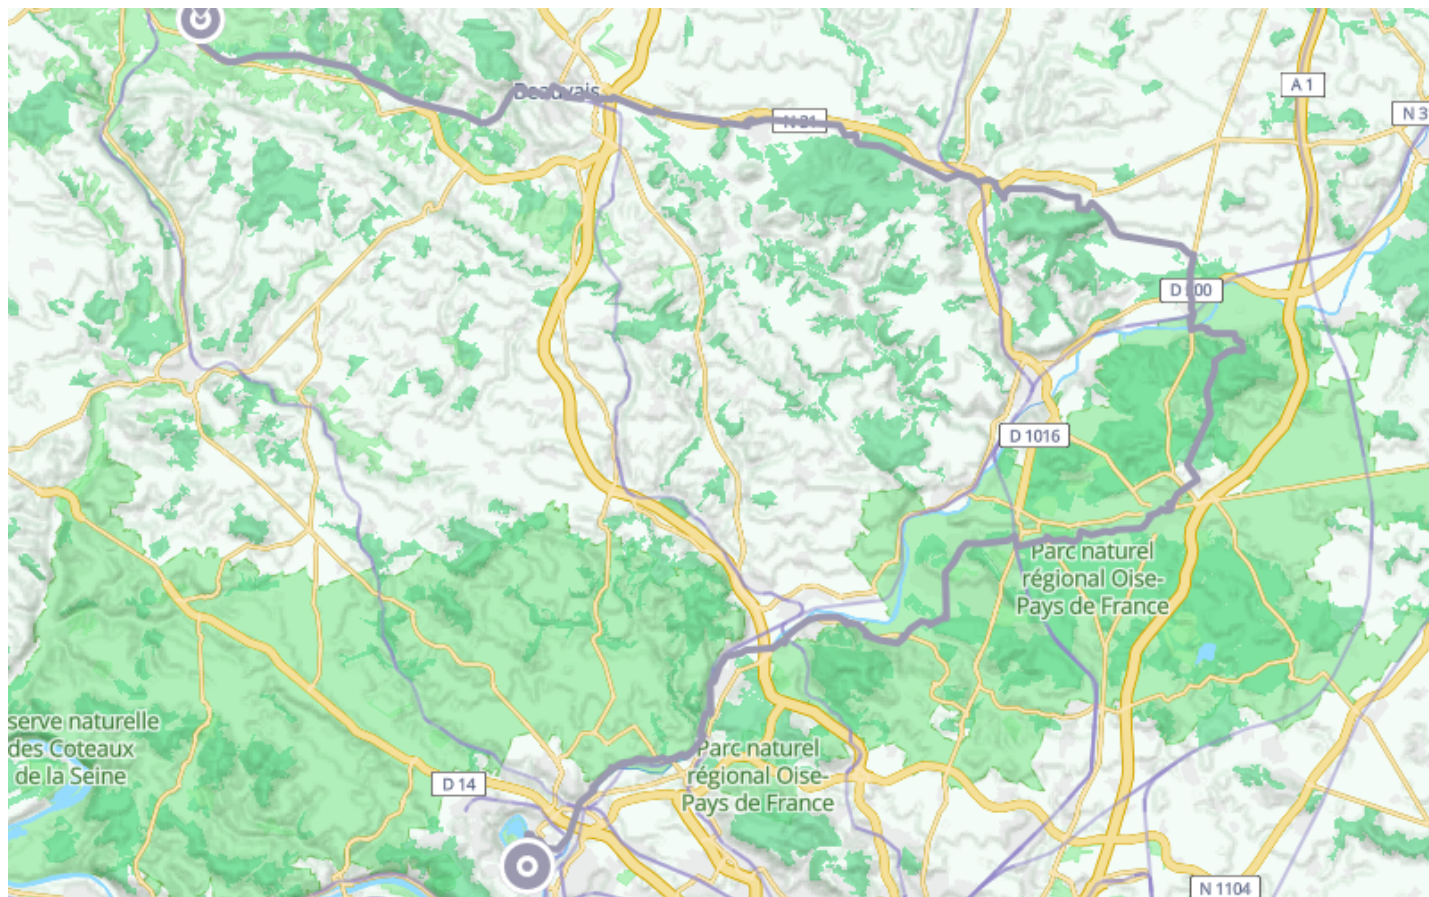 A 1
Beauvais
N 31
N 3
D 200
D 1016
Parc naturel
régional Oise-
Pays de France
serve naturelle
des Coteaux
de la Seine
Parc naturel
régional Oise-
Pays de France
D 14
N 1104